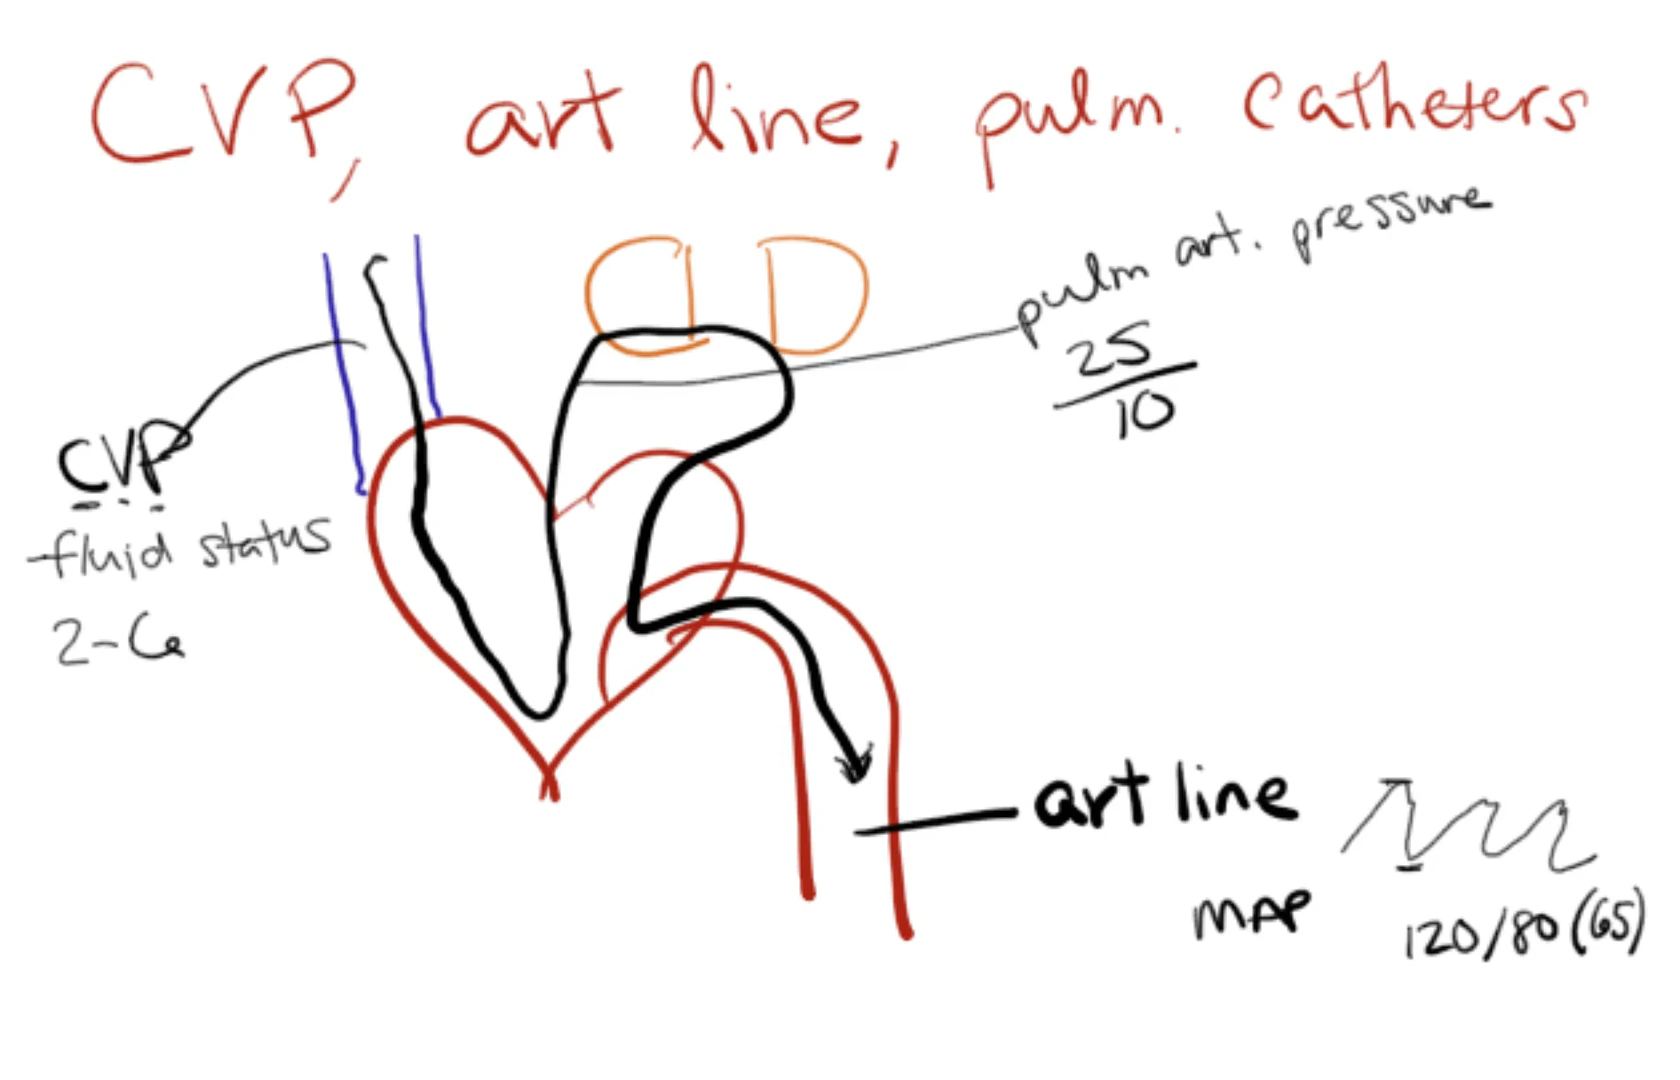 CVP, art line, pulm. catheters
pulm art. pressure
25
10
CVP
fluid status
2-6
art line
MAP
120/80 (65)